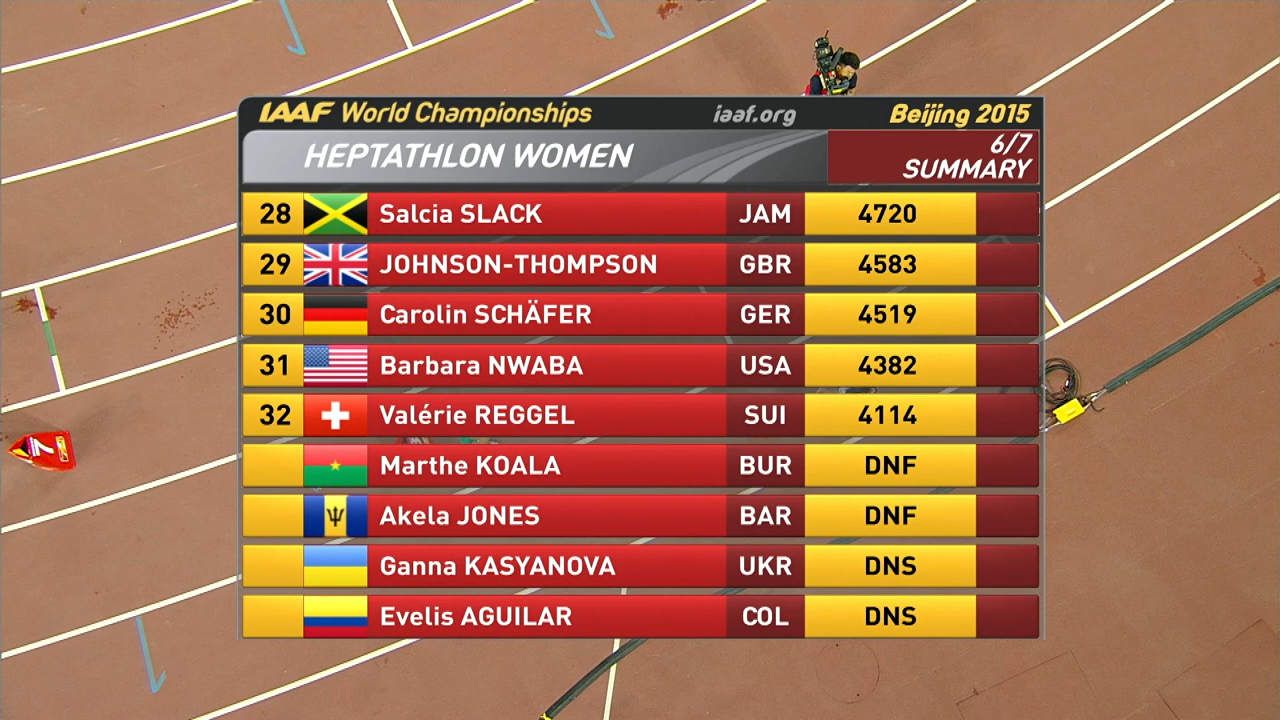 IAAF World Championships iaaf.org Beijing 2015
HEPTATHLON WOMEN 6/7 SUMMARY
28 Salcia SLACK JAM 4720
29 JOHNSON-THOMPSON GBR 4583
30 Carolin SCHÄFER GER 4519
31 Barbara NWABA USA 4382
32 Valérie REGGEL SUI 4114
Marthe KOALA BUR DNF
Akela JONES BAR DNF
Ganna KASYANOVA UKR DNS
Evelis AGUILAR COL DNS
7